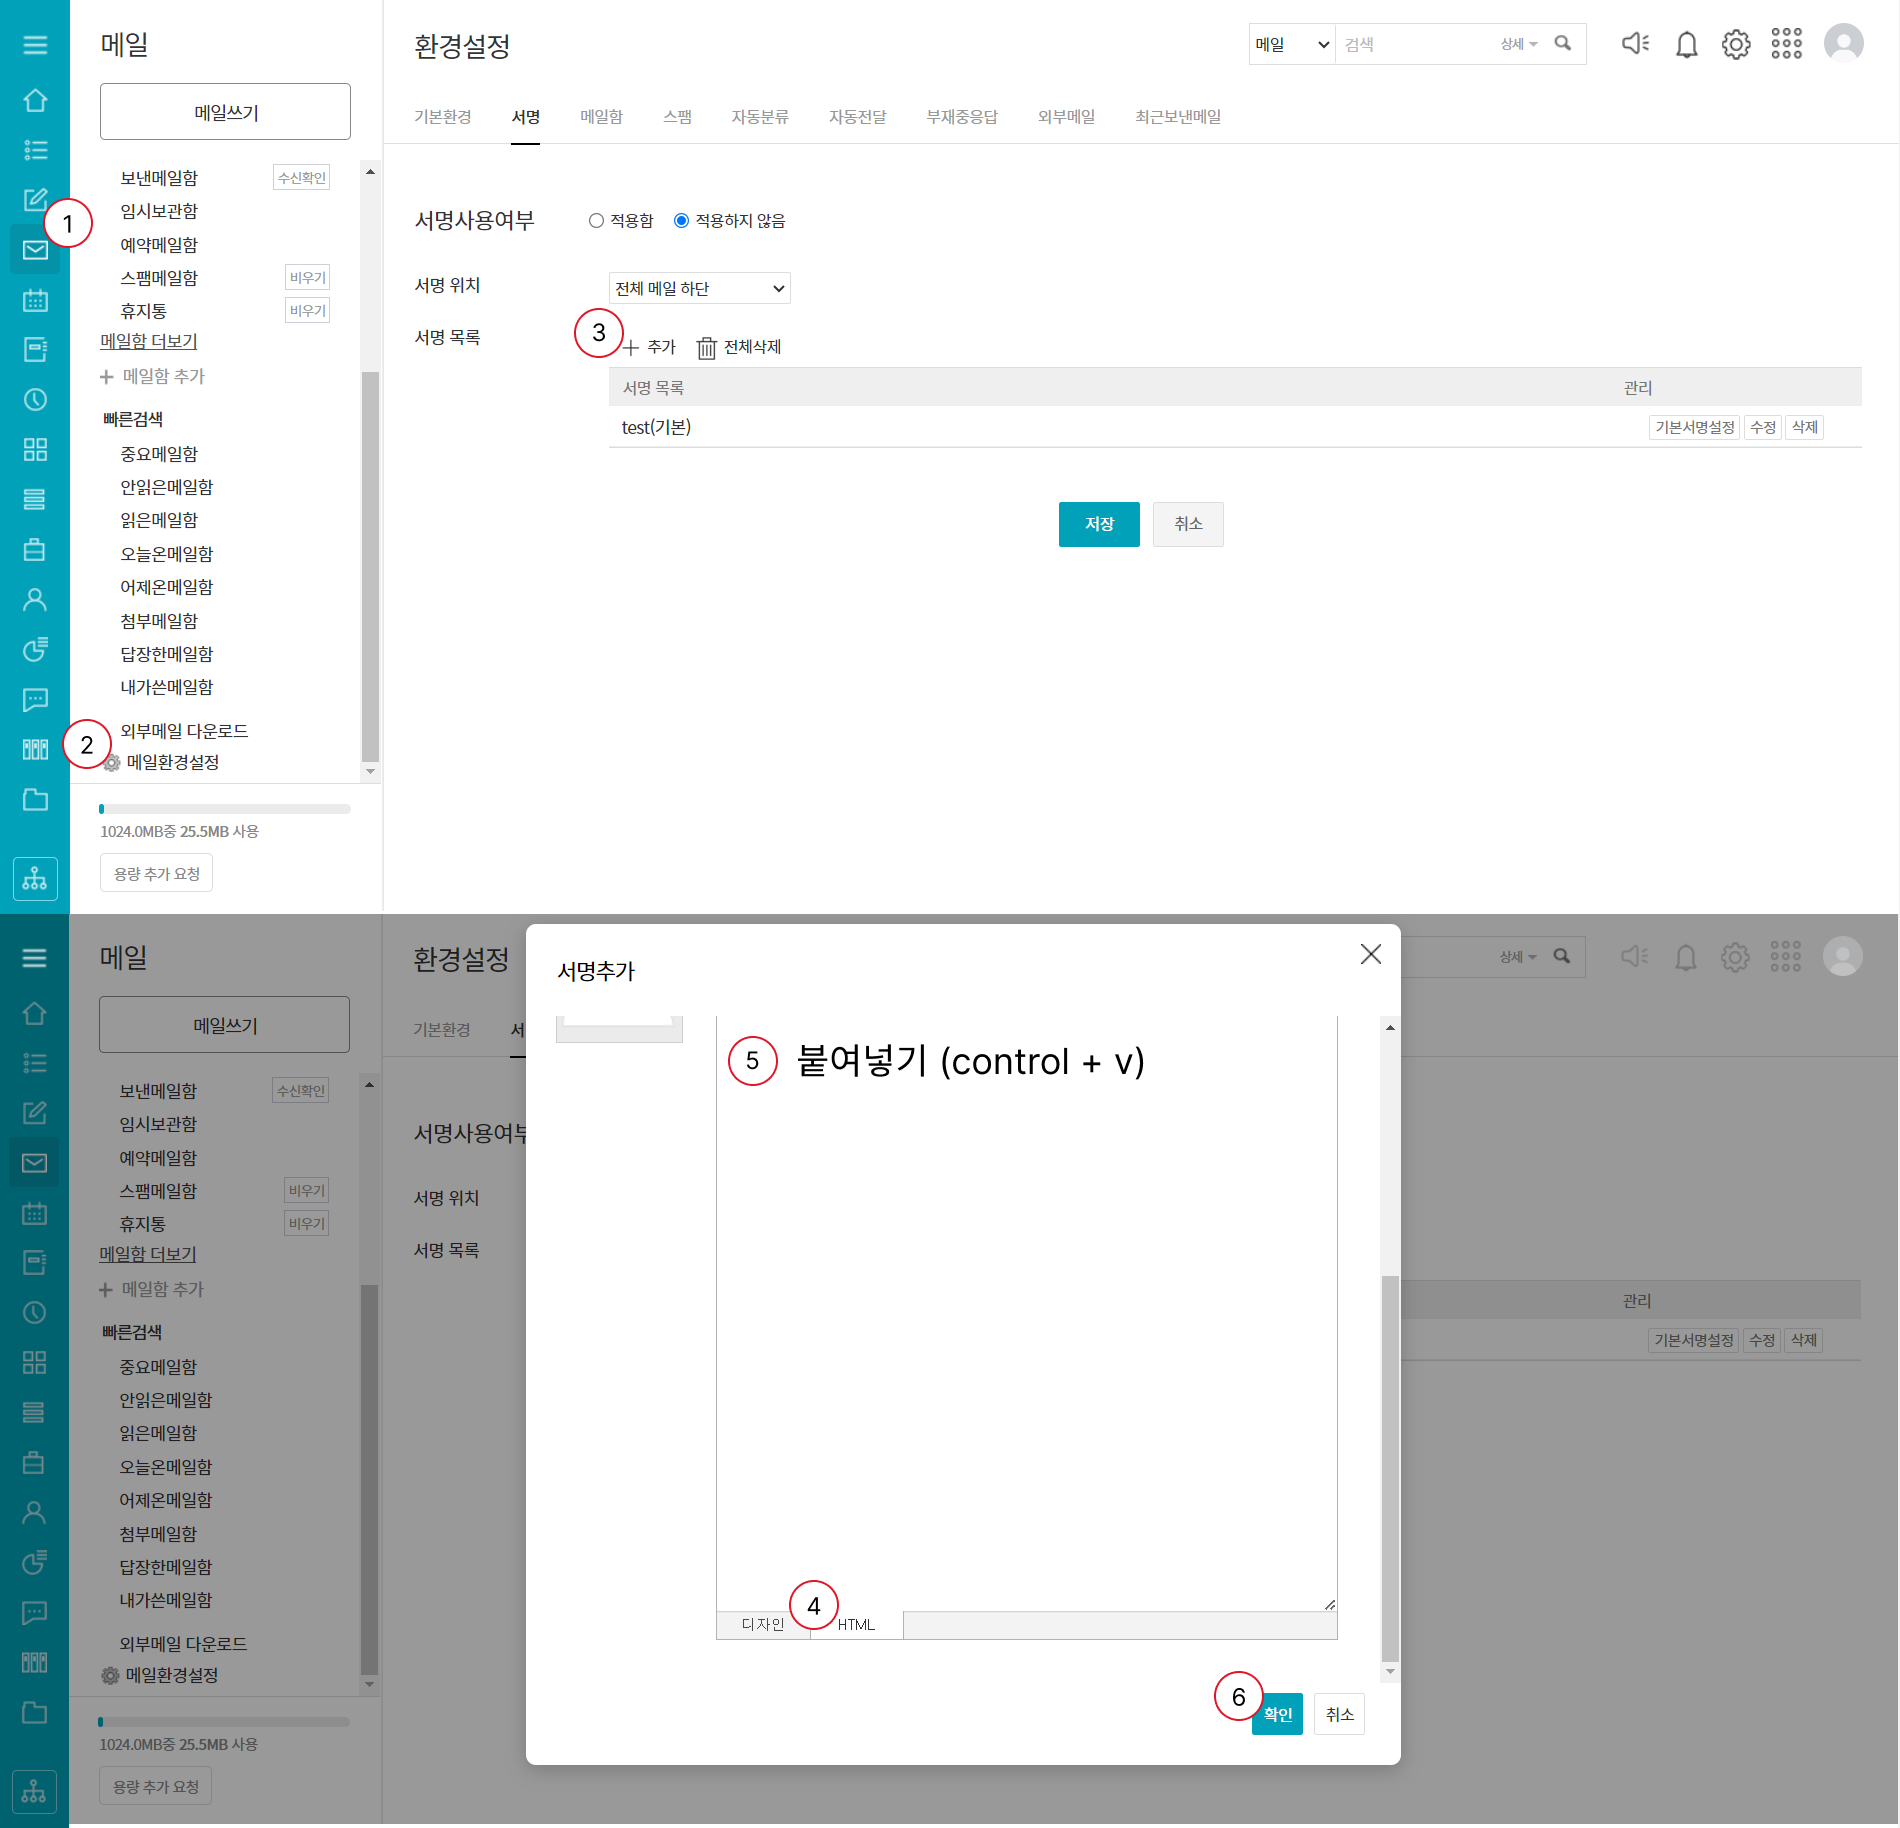 메일
메일쓰기
1
보낸메일함 수신확인
임시보관함
예약메일함
스팸메일함 비우기
휴지통 비우기
메일함 더보기
+ 메일함 추가
빠른검색
중요메일함
안읽은메일함
읽은메일함
오늘온메일함
어제온메일함
첨부메일함
답장한메일함
내가쓴메일함
외부메일 다운로드
2
메일환경설정
1024.0MB중 25.5MB 사용
용량 추가 요청
환경설정
메일 검색 상세
기본환경 서명 메일함 스팸 자동분류 자동전달 부재중응답 외부메일 최근보낸메일
서명사용여부 적용함 적용하지 않음
서명 위치 전체 메일 하단
서명 목록 3 + 추가 전체삭제
서명 목록 관리
test(기본) 기본서명설정 수정 삭제
저장 취소
메일
메일쓰기
보낸메일함 수신확인
임시보관함
예약메일함
스팸메일함 비우기
휴지통 비우기
메일함 더보기
+ 메일함 추가
빠른검색
중요메일함
안읽은메일함
읽은메일함
오늘온메일함
어제온메일함
첨부메일함
답장한메일함
내가쓴메일함
외부메일 다운로드
메일환경설정
1024.0MB중 25.5MB 사용
용량 추가 요청
환경설정
상세
기본환경 서
서명사용여부
서명 위치
서명 목록
관리
기본서명설정 수정 삭제
서명추가
5 붙여넣기 (control + v)
디자인 4 HTML
6 확인 취소